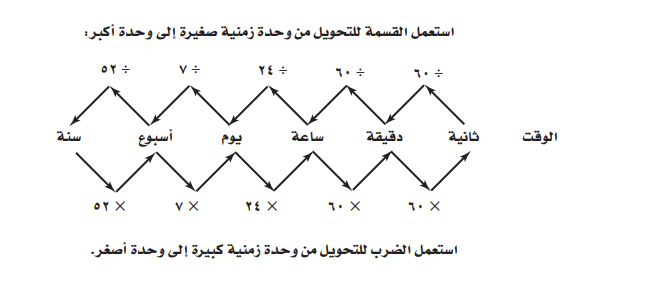 استعمل القسمة للتحويل من وحدة زمنية صغيرة إلى وحدة أكبر:
÷ ٦٠ ÷ ٦٠ ÷ ٢٤ ÷ ٧ ÷ ٥٢
الوقت ثانية دقيقة ساعة يوم أسبوع سنة
× ٦٠ × ٦٠ × ٢٤ × ٧ × ٥٢
استعمل الضرب للتحويل من وحدة زمنية كبيرة إلى وحدة أصغر.